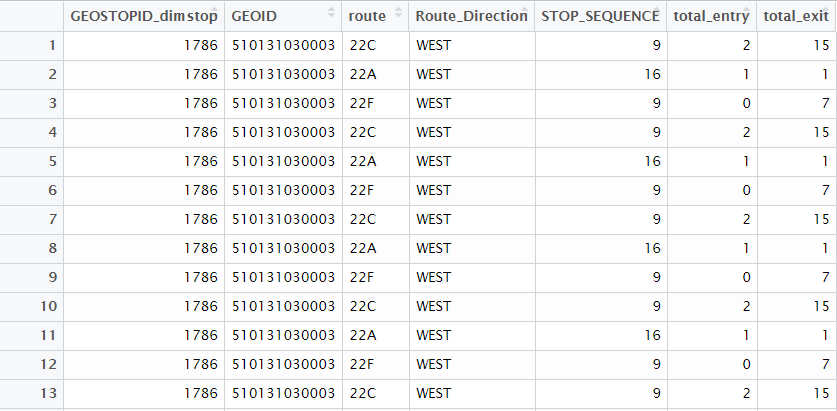 GEOSTOPID_dimstop GEOID route Route_Direction STOP_SEQUENCE total_entry total_exit
1 1786 510131030003 22C WEST 9 2 15
2 1786 510131030003 22A WEST 16 1 1
3 1786 510131030003 22F WEST 9 0 7
4 1786 510131030003 22C WEST 9 2 15
5 1786 510131030003 22A WEST 16 1 1
6 1786 510131030003 22F WEST 9 0 7
7 1786 510131030003 22C WEST 9 2 15
8 1786 510131030003 22A WEST 16 1 1
9 1786 510131030003 22F WEST 9 0 7
10 1786 510131030003 22C WEST 9 2 15
11 1786 510131030003 22A WEST 16 1 1
12 1786 510131030003 22F WEST 9 0 7
13 1786 510131030003 22C WEST 9 2 15